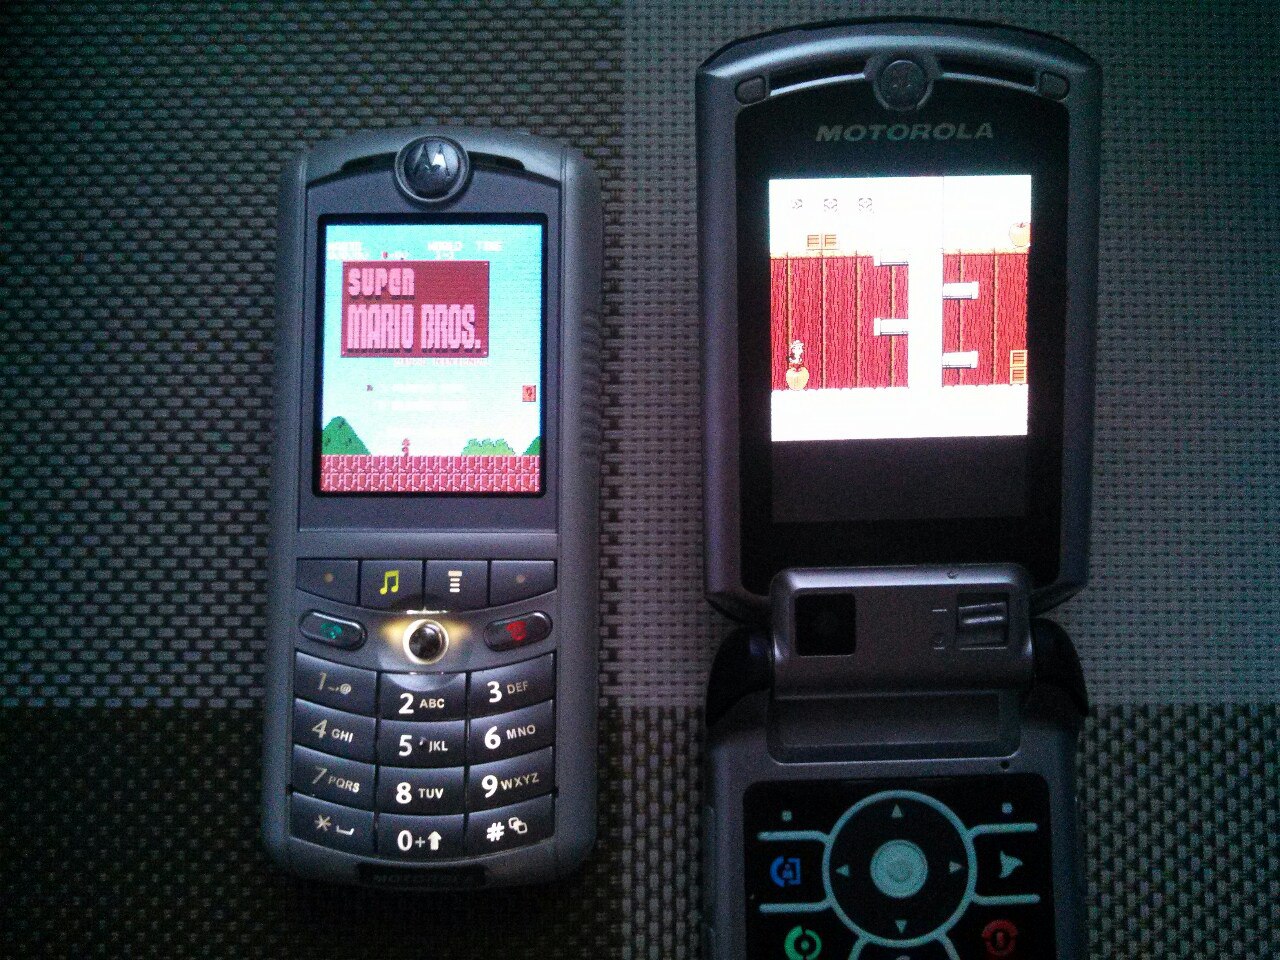 WORLD TIME
SUPER
MARIO BROS.
1
2 ABC
3 DEF
4 GHI
5 JKL
6 MNO
7 PQRS
8 TUV
9 WXYZ
*
0+
#
MOTOROLA
MOTOROLA